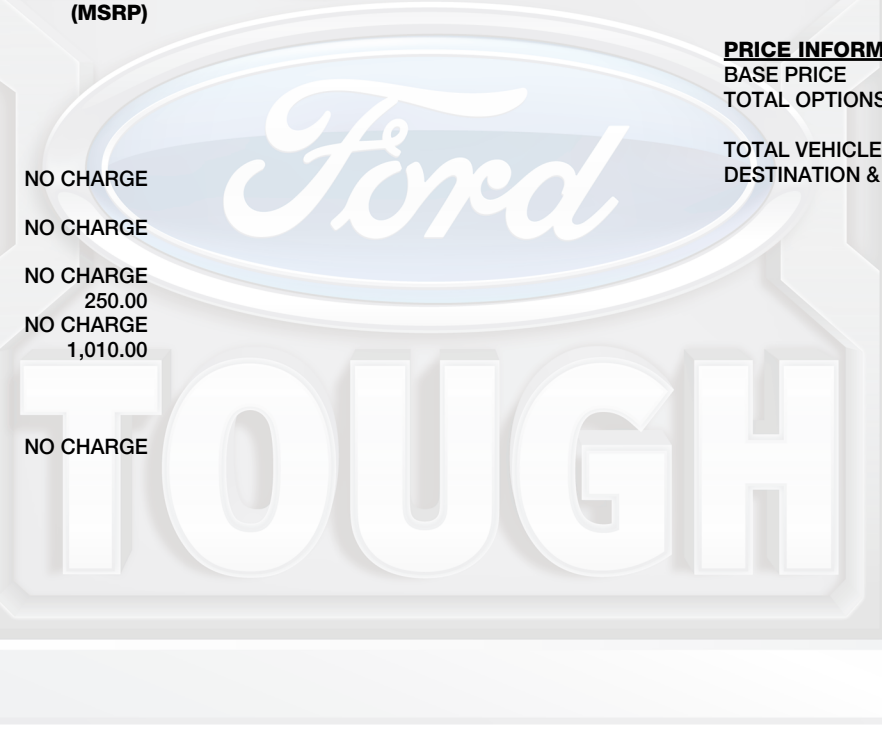 (MSRP)
NO CHARGE
NO CHARGE
NO CHARGE
250.00
NO CHARGE
1,010.00
NO CHARGE
PRICE INFORM
BASE PRICE
TOTAL OPTIONS
TOTAL VEHICLE
DESTINATION &
Ford
TOUGH